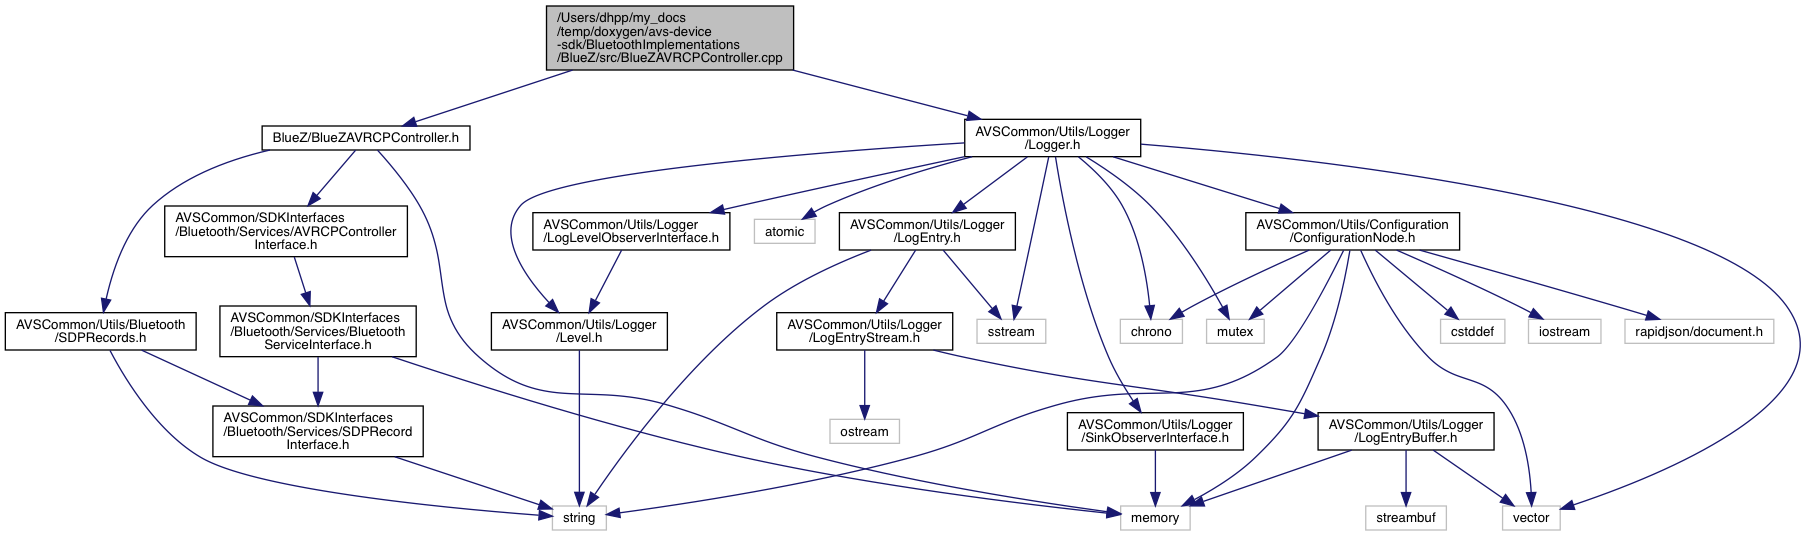 /Users/dhpp/my_docs
/temp/doxygen/avs-device
-sdk/BluetoothImplementations
/BlueZ/src/BlueZAVRCPController.cpp
BlueZ/BlueZAVRCPController.h
AVSCommon/Utils/Logger
/Logger.h
AVSCommon/SDKInterfaces
/Bluetooth/Services/AVRCPController
Interface.h
AVSCommon/Utils/Logger
/LogLevelObserverInterface.h
atomic
AVSCommon/Utils/Logger
/LogEntry.h
AVSCommon/Utils/Configuration
/ConfigurationNode.h
AVSCommon/Utils/Bluetooth
/SDPRecords.h
AVSCommon/SDKInterfaces
/Bluetooth/Services/Bluetooth
ServiceInterface.h
AVSCommon/Utils/Logger
/Level.h
AVSCommon/Utils/Logger
/LogEntryStream.h
sstream
chrono
mutex
cstddef
iostream
rapidjson/document.h
AVSCommon/SDKInterfaces
/Bluetooth/Services/SDPRecord
Interface.h
ostream
AVSCommon/Utils/Logger
/SinkObserverInterface.h
AVSCommon/Utils/Logger
/LogEntryBuffer.h
string
memory
streambuf
vector